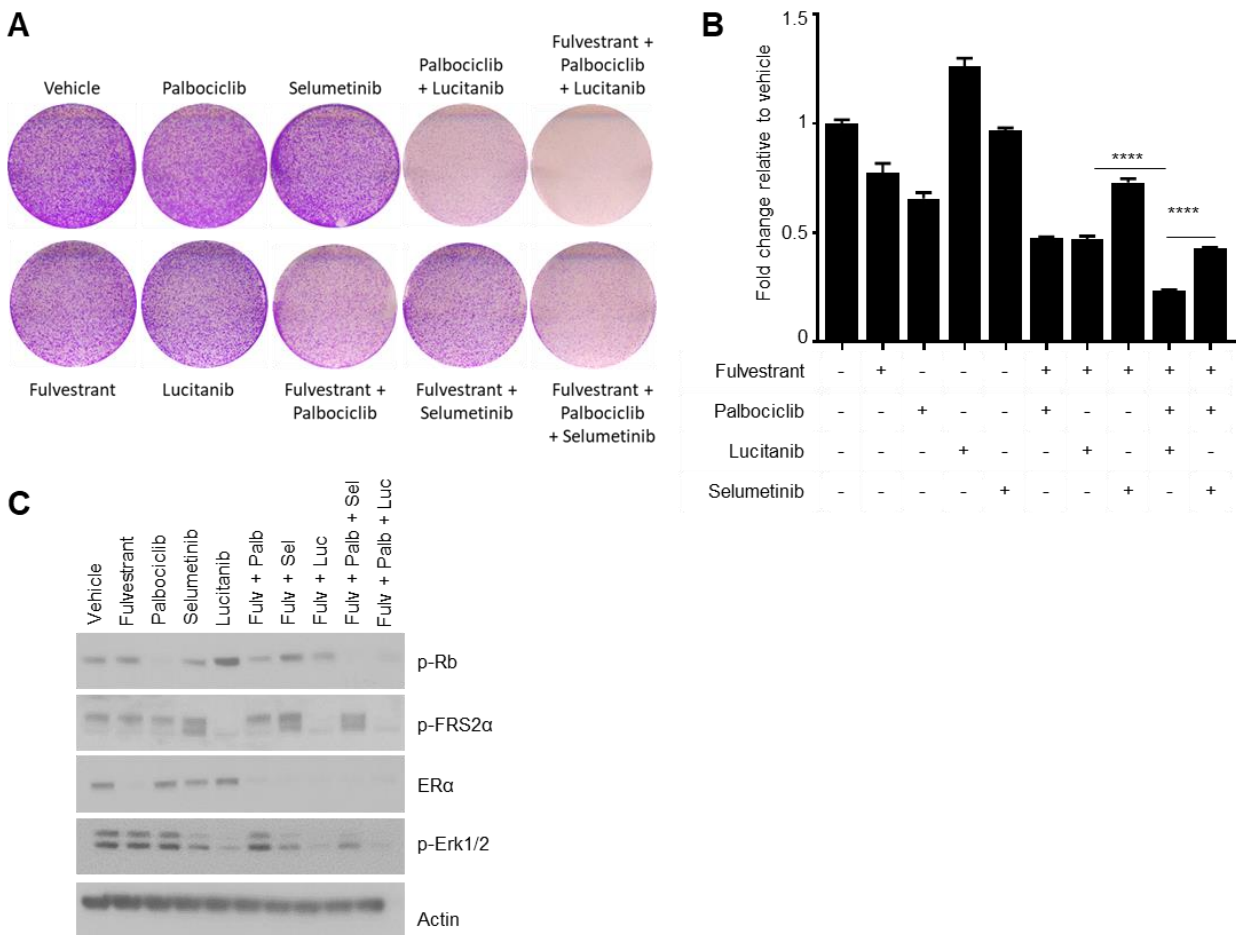 A
Vehicle
Palbociclib
Selumetinib
Palbociclib
+ Lucitanib
Fulvestrant +
Palbociclib
+ Lucitanib
Fulvestrant
Lucitanib
Fulvestrant +
Palbociclib
Fulvestrant +
Selumetinib
Fulvestrant +
Palbociclib
+ Selumetinib
B
Fold change relative to vehicle
1.5
1
0.5
0
****
****
Fulvestrant - + - - - + + + + +
Palbociclib - - + - - + - - + +
Lucitanib - - - + - - + - + -
Selumetinib - - - - + - - + - +
C
Vehicle
Fulvestrant
Palbociclib
Selumetinib
Lucitanib
Fulv + Palb
Fulv + Sel
Fulv + Luc
Fulv + Palb + Sel
Fulv + Palb + Luc
p-Rb
p-FRS2α
ERα
p-Erk1/2
Actin